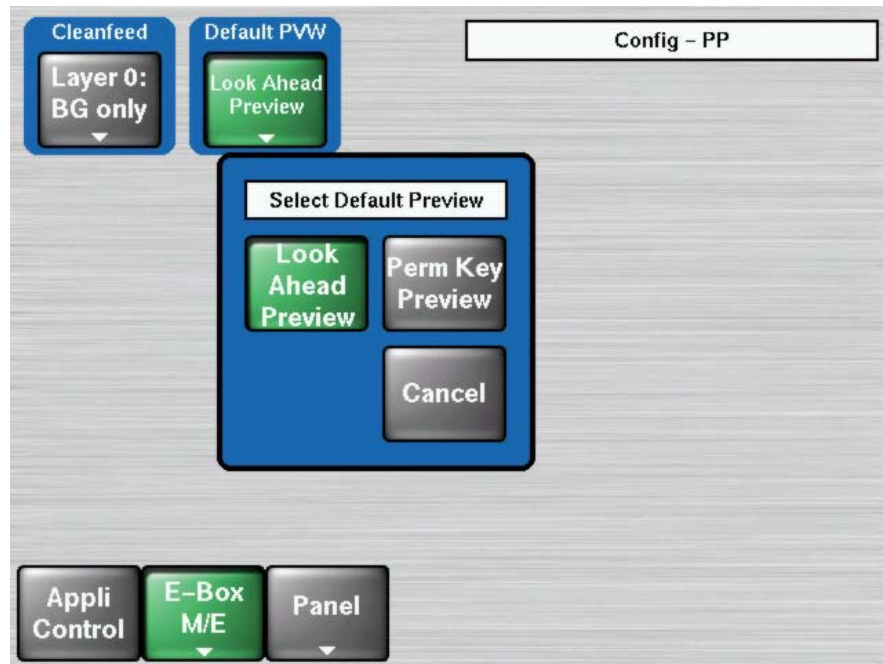 Cleanfeed
Default PVW
Config – PP
Layer 0:
BG only
Look Ahead
Preview
Select Default Preview
Look
Ahead
Preview
Perm Key
Preview
Cancel
Appli
Control
E–Box
M/E
Panel